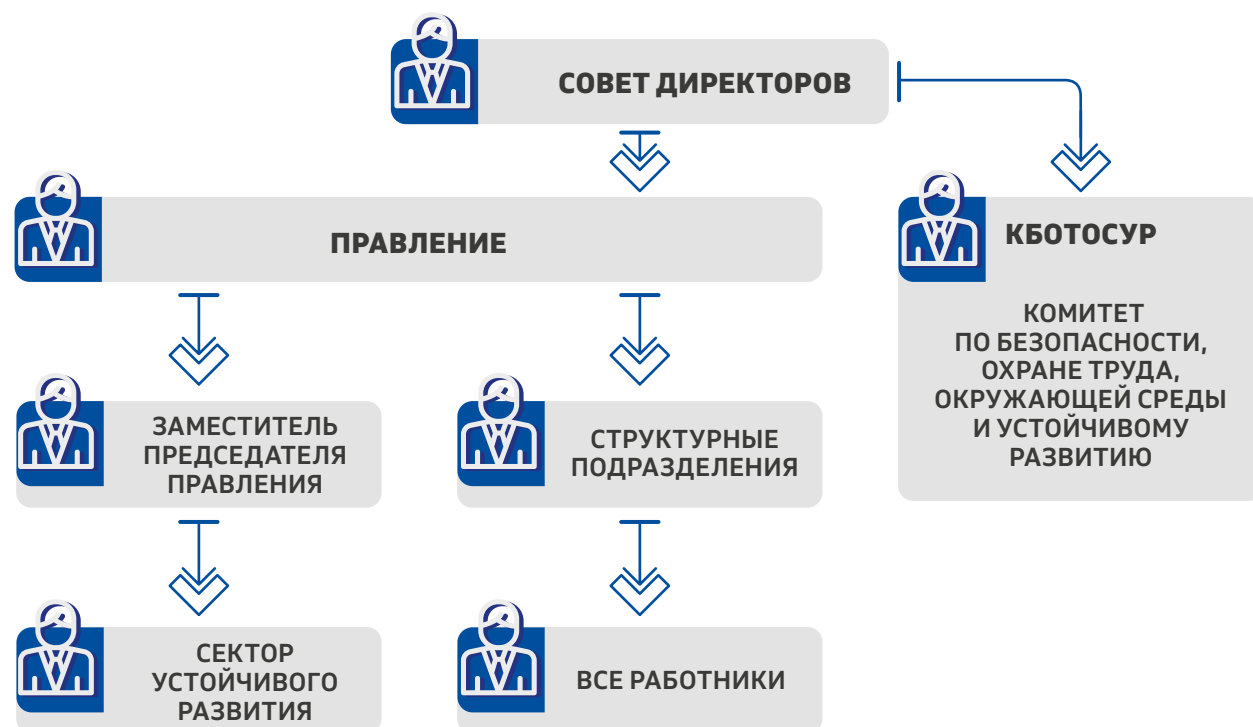 СОВЕТ ДИРЕКТОРОВ
ПРАВЛЕНИЕ
КБОТОСУР
КОМИТЕТ
ПО БЕЗОПАСНОСТИ,
ОХРАНЕ ТРУДА,
ОКРУЖАЮЩЕЙ СРЕДЫ
И УСТОЙЧИВОМУ
РАЗВИТИЮ
ЗАМЕСТИТЕЛЬ
ПРЕДСЕДАТЕЛЯ
ПРАВЛЕНИЯ
СТРУКТУРНЫЕ
ПОДРАЗДЕЛЕНИЯ
СЕКТОР
УСТОЙЧИВОГО
РАЗВИТИЯ
ВСЕ РАБОТНИКИ